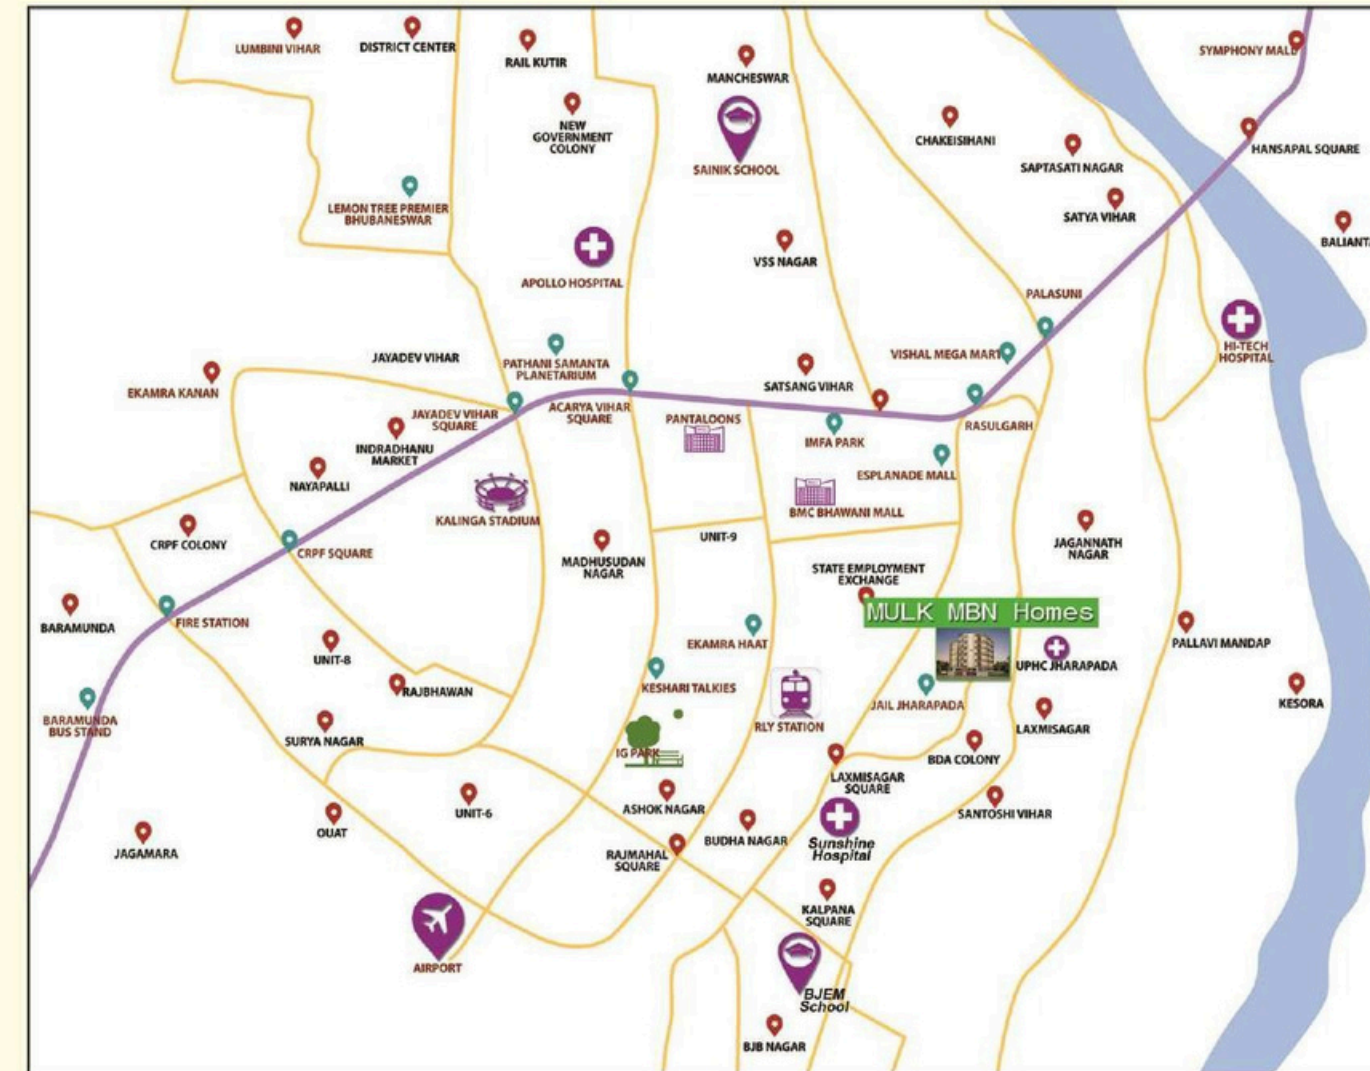 LUMBINI VIHAR
DISTRICT CENTER
RAIL KUTIR
MANCHESWAR
SYMPHONY MALL
NEW
GOVERNMENT
COLONY
CHAKEISIHANI
HANSAPAL SQUARE
SAINIK SCHOOL
SAPTASATI NAGAR
LEMON TREE PREMIER
BHUBANESWAR
SATYA VIHAR
BALIANT
VSS NAGAR
APOLLO HOSPITAL
PALASUNI
HI-TECH
HOSPITAL
JAYADEV VIHAR
PATHANI SAMANTA
PLANETARIUM
VISHAL MEGA MART
EKAMRA KANAN
SATSANG VIHAR
JAYADEV VIHAR
SQUARE
ACARYA VIHAR
SQUARE
PANTALOONS
RASULGARH
INDRADHANU
MARKET
IMFA PARK
ESPLANADE MALL
NAYAPALLI
KALINGA STADIUM
BMC BHAWANI MALL
CRPF COLONY
CRPF SQUARE
UNIT-9
JAGANNATH
NAGAR
MADHUSUDAN
NAGAR
STATE EMPLOYMENT
EXCHANGE
MULK MBN Homes
BARAMUNDA
FIRE STATION
EKAMRA HAAT
PALLAVI MANDAP
UNIT-8
UPHC JHARAPADA
KESHARI TALKIES
RAJBHAWAN
JAIL JHARAPADA
KESORA
BARAMUNDA
BUS STAND
RLY STATION
LAXMISAGAR
SURYA NAGAR
IG PARK
BDA COLONY
LAXMISAGAR
SQUARE
ASHOK NAGAR
UNIT-6
SANTOSHI VIHAR
OUAT
BUDHA NAGAR
Sunshine
Hospital
JAGAMARA
RAJMAHAL
SQUARE
KALPANA
SQUARE
AIRPORT
BJEM
School
BJB NAGAR